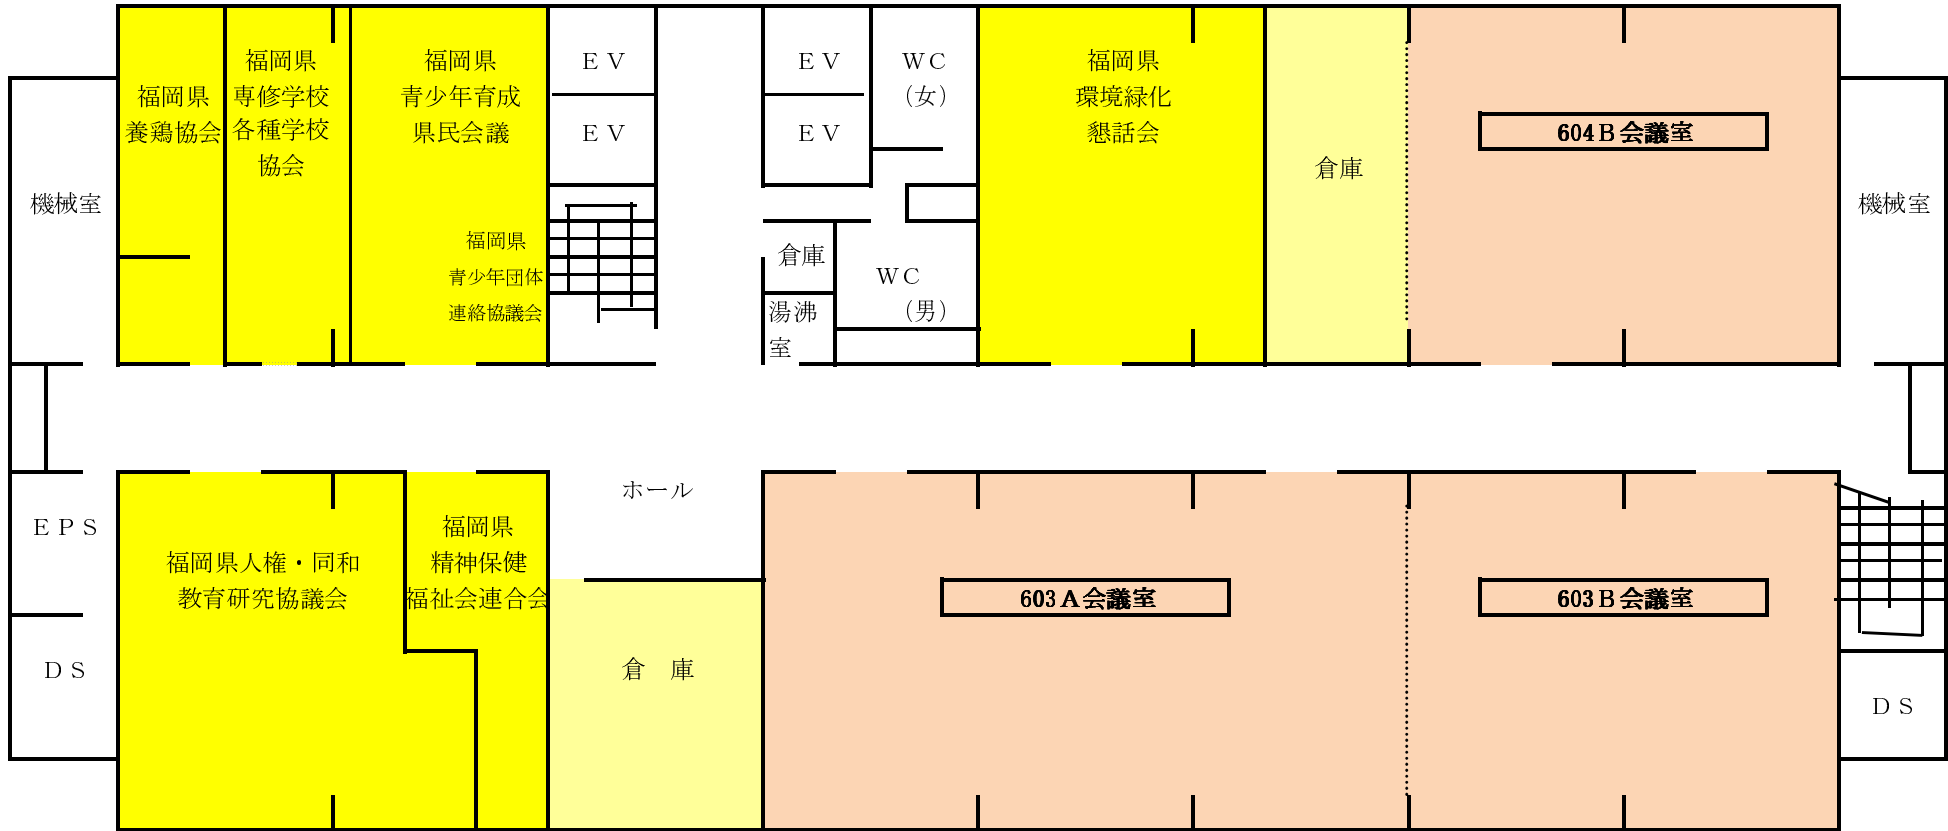 福岡県
養鶏協会
福岡県
専修学校
各種学校
協会
福岡県
青少年育成
県民会議
福岡県
青少年団体
連絡協議会
ＥＶ
ＥＶ
ＥＶ
ＥＶ
ＷＣ
（女）
福岡県
環境緑化
懇話会
倉庫
604Ｂ会議室
機械室
機械室
倉庫
ＷＣ
（男）
湯沸
室
ホール
ＥＰＳ
福岡県人権・同和
教育研究協議会
福岡県
精神保健
福祉会連合会
603Ａ会議室
603Ｂ会議室
倉　庫
ＤＳ
ＤＳ